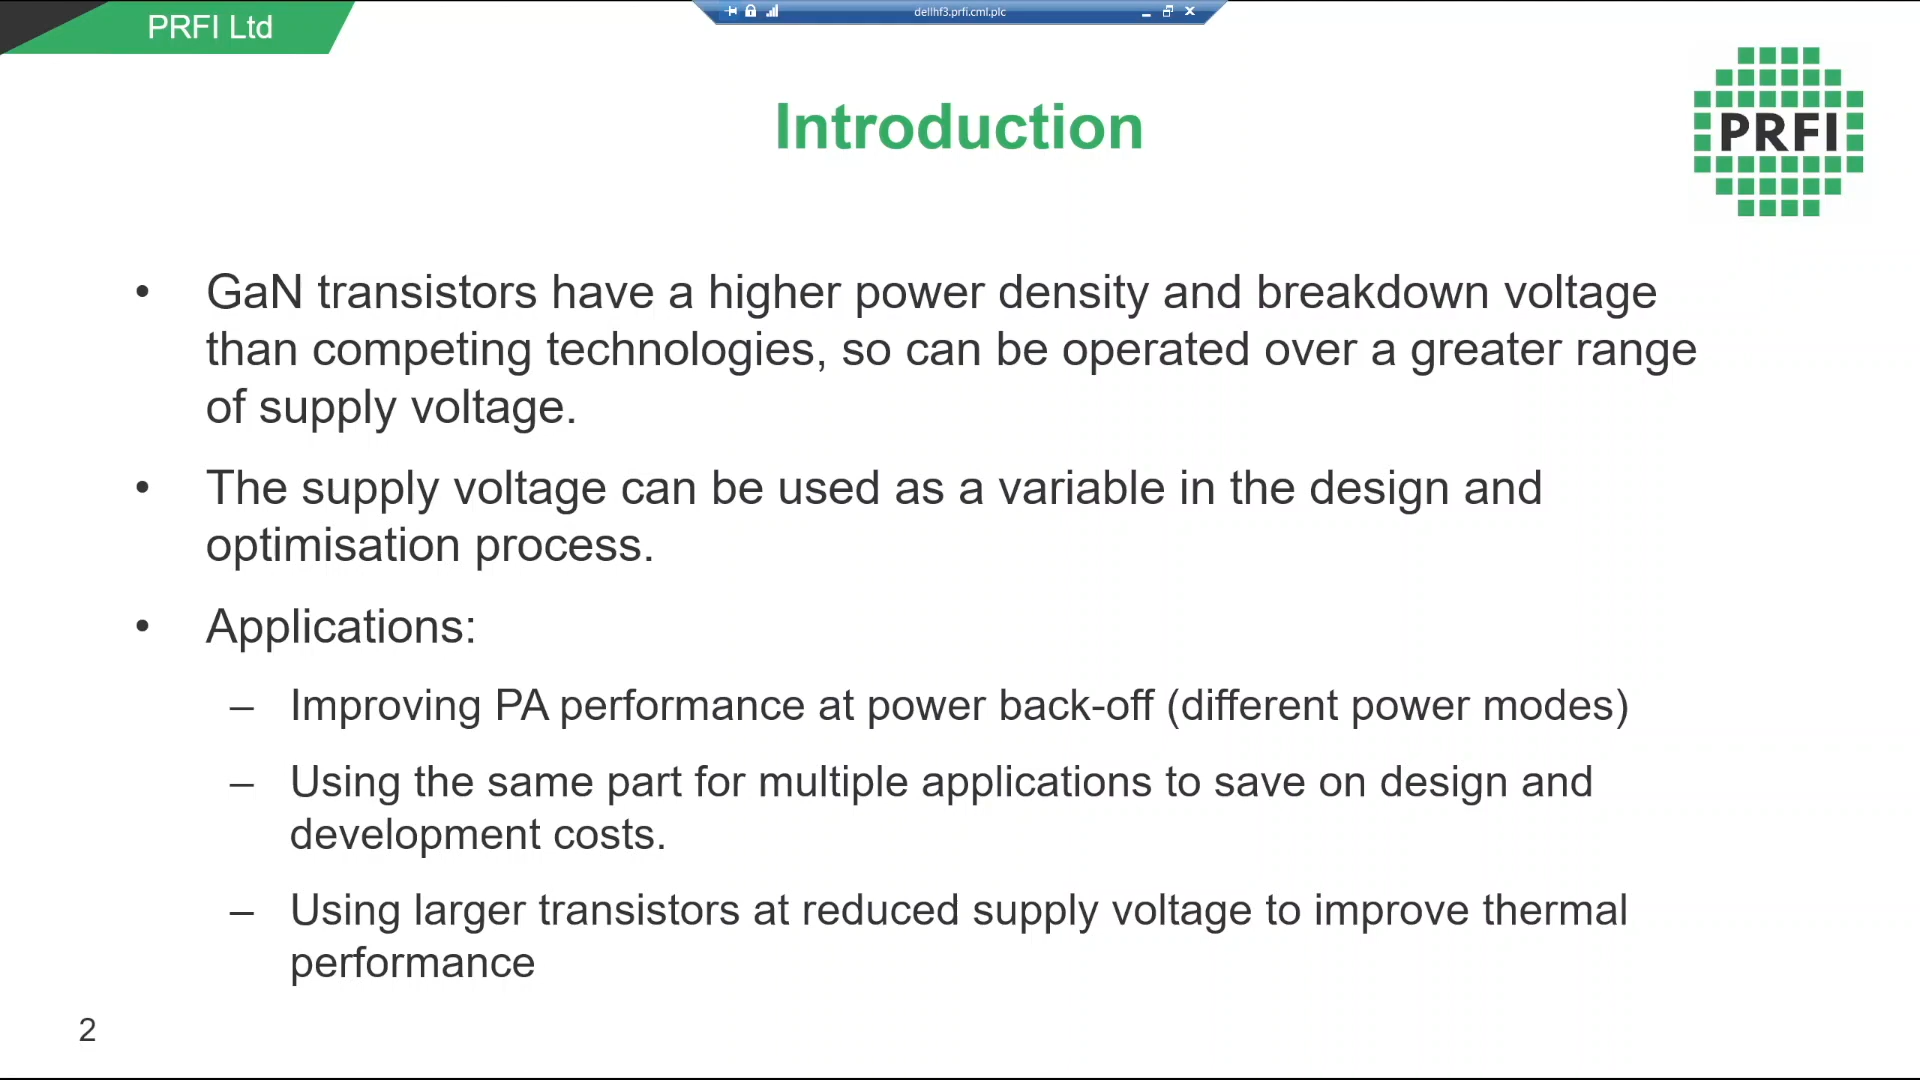 PRFI Ltd
dellhf3.prfi.cml.plc
Introduction
PRFI
• GaN transistors have a higher power density and breakdown voltage
than competing technologies, so can be operated over a greater range
of supply voltage.
• The supply voltage can be used as a variable in the design and
optimisation process.
• Applications:
– Improving PA performance at power back-off (different power modes)
– Using the same part for multiple applications to save on design and
development costs.
– Using larger transistors at reduced supply voltage to improve thermal
performance
2